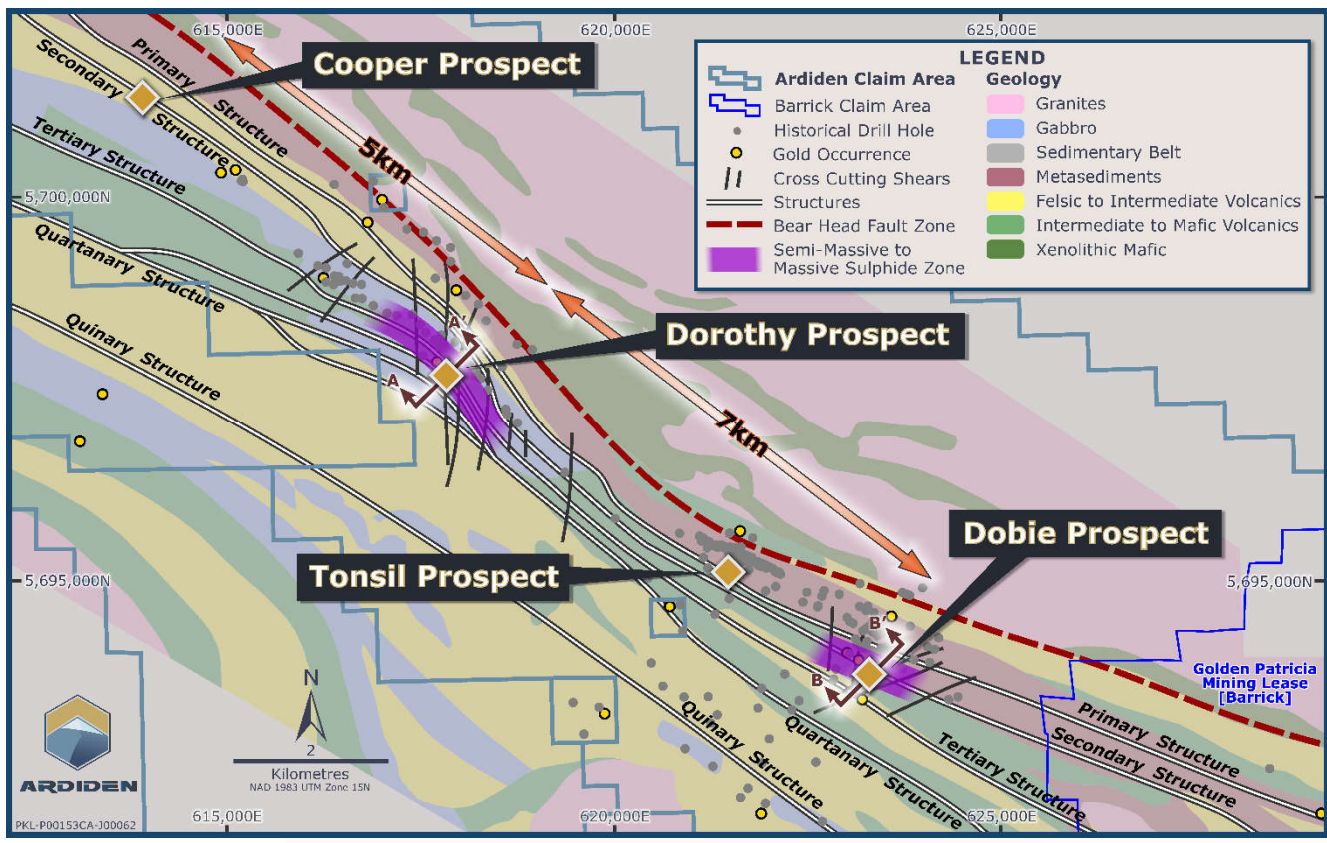 615,000E
620,000E
625,000E
Cooper Prospect
Primary Structure
Secondary Structure
Tertiary Structure
Quartanary Structure
Quinary Structure
5,700,000N
5km
LEGEND
Ardiden Claim Area
Barrick Claim Area
Historical Drill Hole
Gold Occurrence
Cross Cutting Shears
Structures
Bear Head Fault Zone
Semi-Massive to
Massive Sulphide Zone
Geology
Granites
Gabbro
Sedimentary Belt
Metasediments
Felsic to Intermediate Volcanics
Intermediate to Mafic Volcanics
Xenolithic Mafic
A'
A
Dorothy Prospect
7km
Dobie Prospect
Tonsil Prospect
5,695,000N
5,695,000N
B'
B
C
Golden Patricia
Mining Lease
[Barrick]
Primary Structure
Secondary Structure
Tertiary Structure
Quartanary Structure
Quinary Structure
N
2
Kilometres
NAD 1983 UTM Zone 15N
ARDIDEN
PKL-P00153CA-J00062
615,000E
620,000E
625,000E